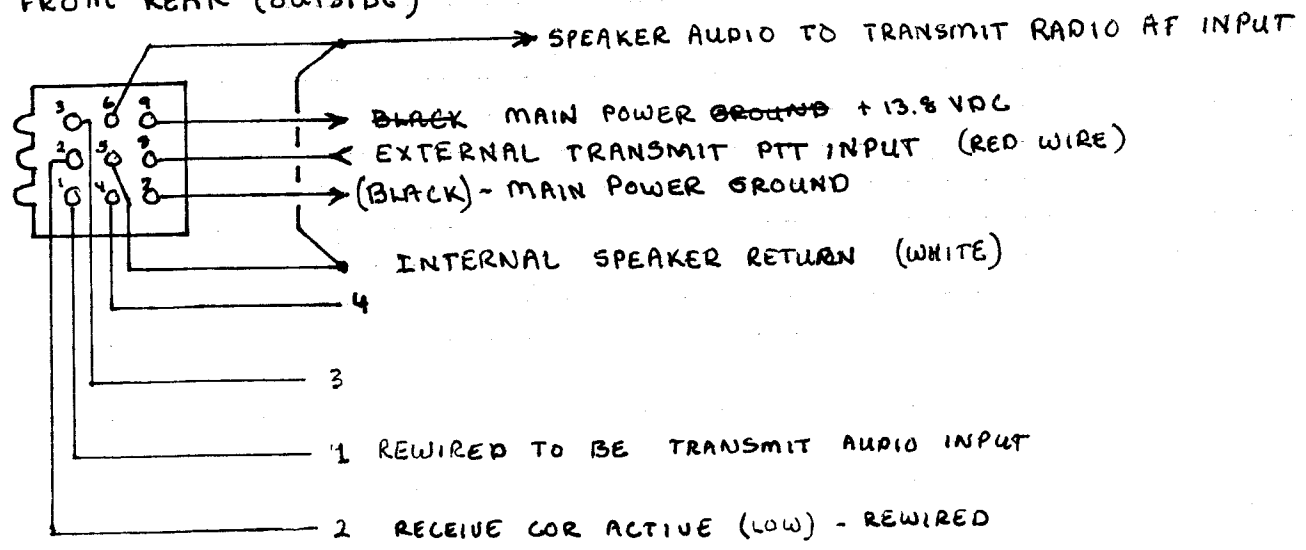 FROM REAR (OUTSIDE)
SPEAKER AUDIO TO TRANSMIT RADIO AF INPUT
3 6 9
BLACK MAIN POWER GROUND + 13.8 VDC
2 5 8
EXTERNAL TRANSMIT PTT INPUT (RED WIRE)
1 4 7
(BLACK) - MAIN POWER GROUND
INTERNAL SPEAKER RETURN (WHITE)
4
3
1 REWIRED TO BE TRANSMIT AUDIO INPUT
2 RECEIVE COR ACTIVE (LOW) - REWIRED